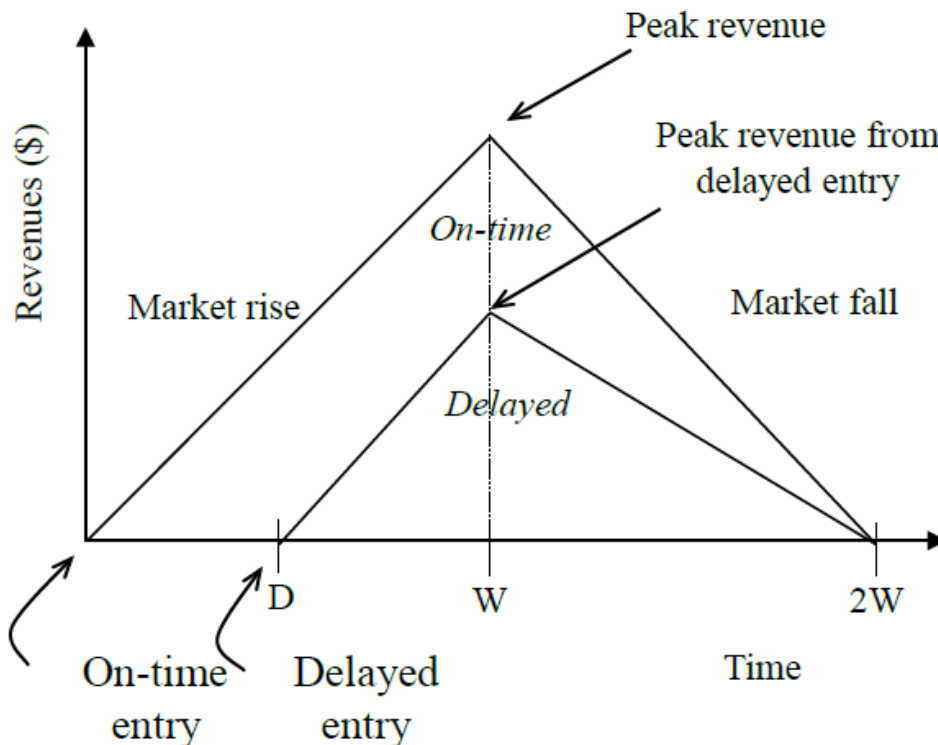 Peak revenue
Peak revenue from
delayed entry
Revenues ($)
On-time
Market rise
Market fall
Delayed
D
W
2W
On-time
entry
Delayed
entry
Time